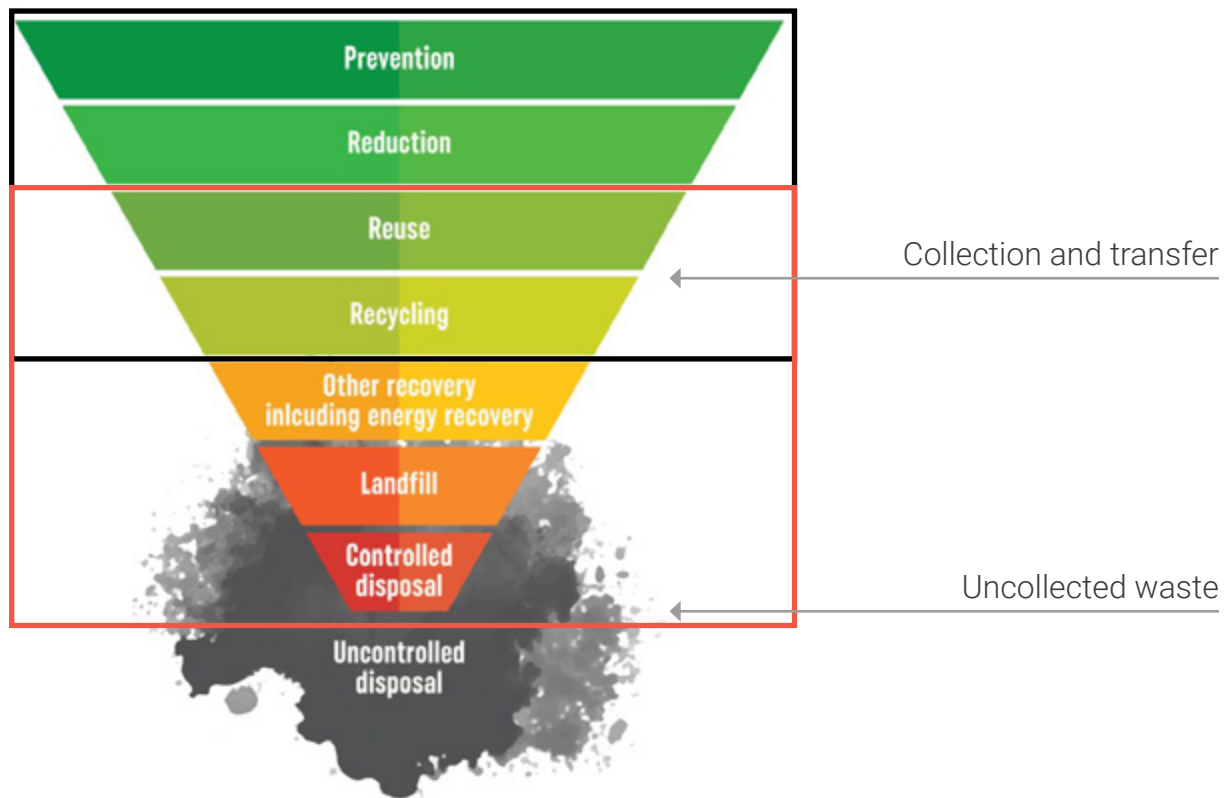 Prevention
Reduction
Reuse
Collection and transfer
Recycling
Other recovery
inlcuding energy recovery
Landfill
Controlled
disposal
Uncollected waste
Uncontrolled
disposal